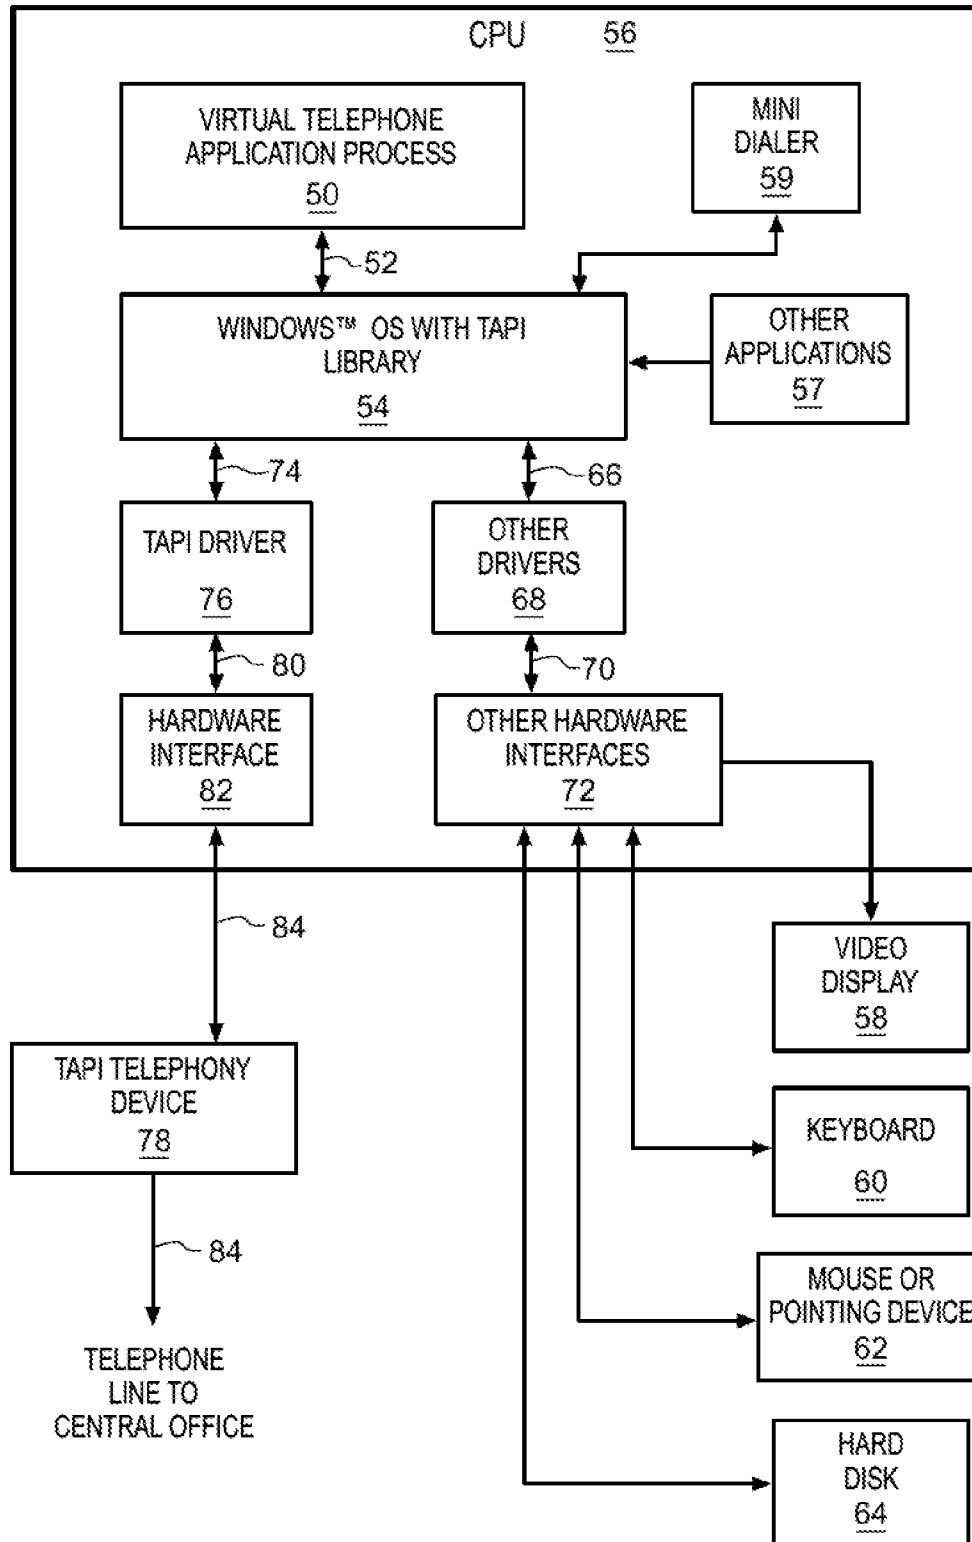 CPU 56
VIRTUAL TELEPHONE
APPLICATION PROCESS
50
MINI
DIALER
59
52
WINDOWS™ OS WITH TAPI
LIBRARY
54
OTHER
APPLICATIONS
57
74
66
TAPI DRIVER
76
OTHER
DRIVERS
68
80
70
HARDWARE
INTERFACE
82
OTHER HARDWARE
INTERFACES
72
84
VIDEO
DISPLAY
58
TAPI TELEPHONY
DEVICE
78
KEYBOARD
60
84
MOUSE OR
POINTING DEVICE
62
TELEPHONE
LINE TO
CENTRAL OFFICE
HARD
DISK
64